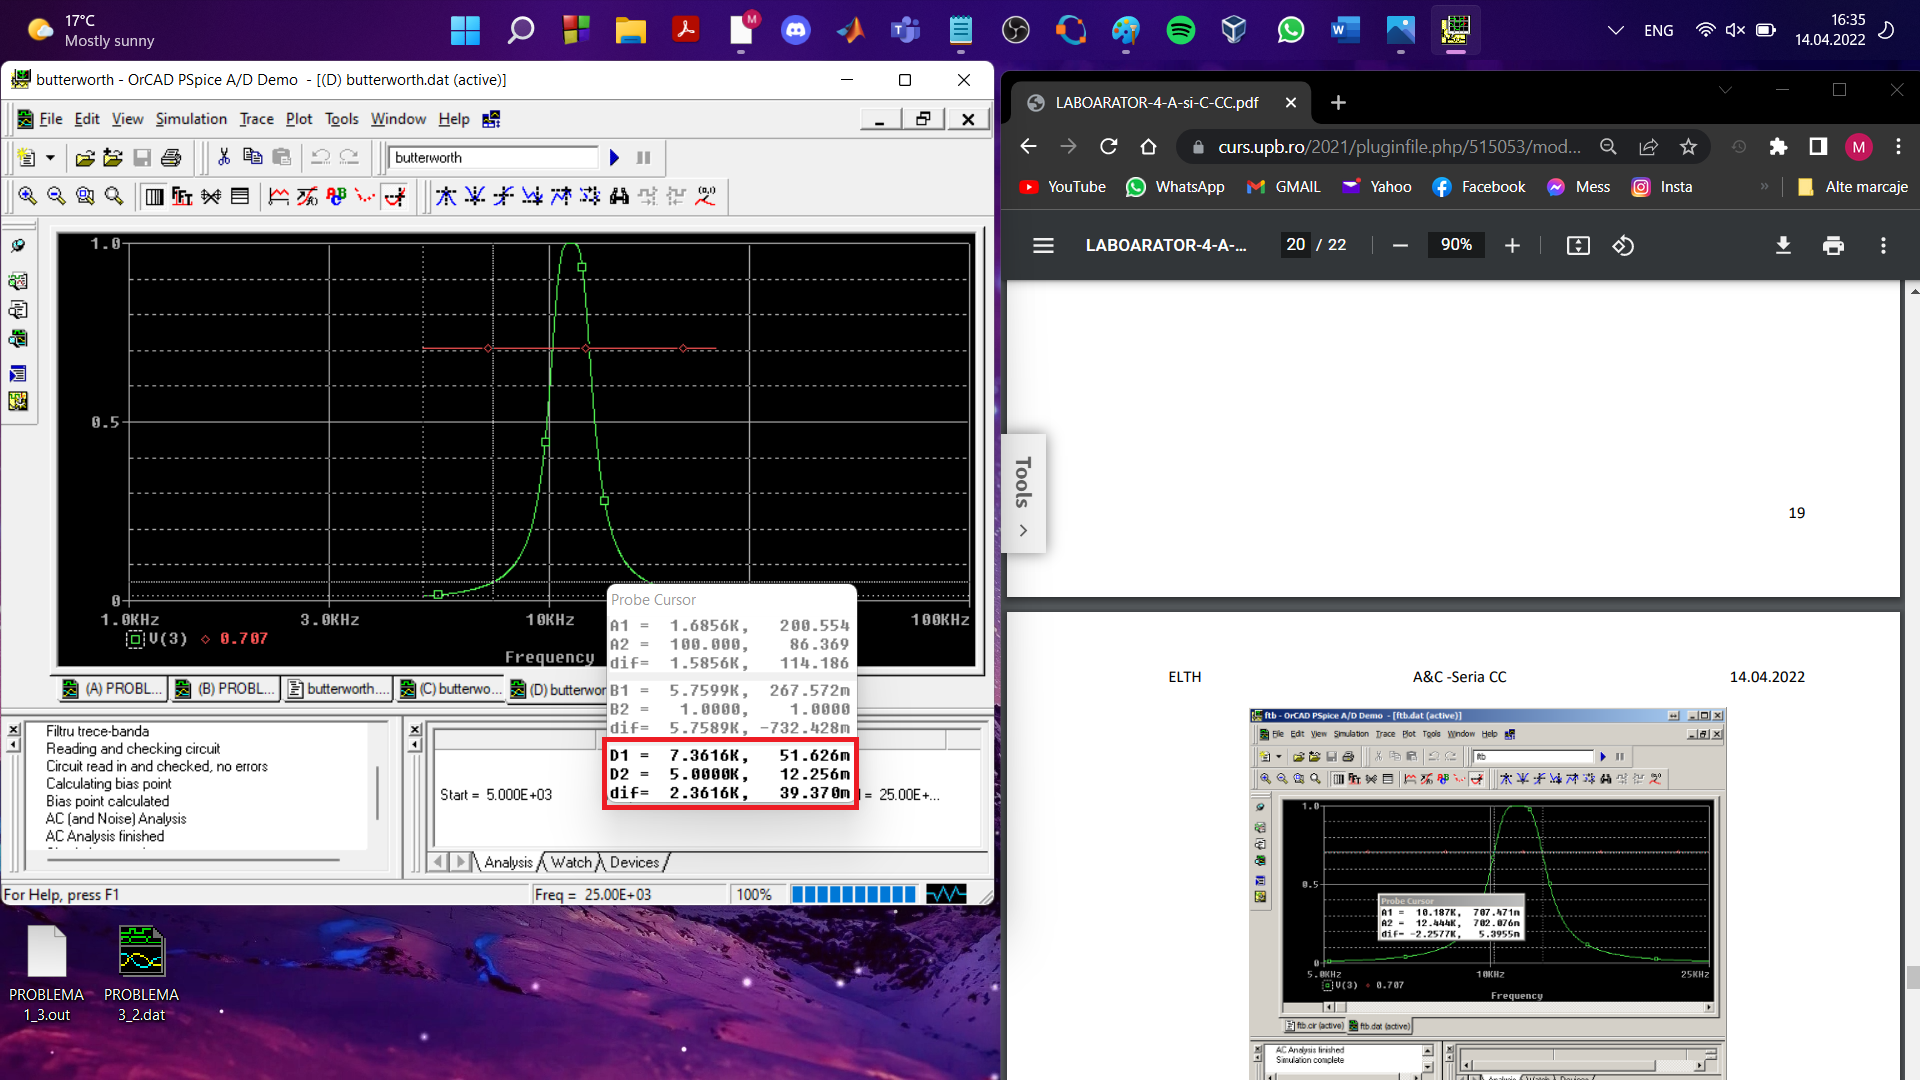 17°C
Mostly sunny
ENG
16:35
14.04.2022
butterworth - OrCAD PSpice A/D Demo - [(D) butterworth.dat (active)]
File Edit View Simulation Trace Plot Tools Window Help
butterworth
1.0
0.5
0
1.0KHz 3.0KHz 10KHz 100KHz
V(3) 0.707
Frequency
Probe Cursor
A1 = 1.6856K, 200.554
A2 = 100.000, 86.369
dif= 1.5856K, 114.186
B1 = 5.7599K, 267.572m
B2 = 1.0000, 1.0000
dif= 5.7589K, -732.428m
D1 = 7.3616K, 51.626m
D2 = 5.0000K, 12.256m
dif= 2.3616K, 39.370m
(A) PROBL... (B) PROBL... butterworth.... (C) butterwo... (D) butterwor
Filtru trece-banda
Reading and checking circuit
Circuit read in and checked, no errors
Calculating bias point
Bias point calculated
AC (and Noise) Analysis
AC Analysis finished
Start = 5.000E+03 = 25.00E+...
Analysis Watch Devices
For Help, press F1
Freq = 25.00E+03 100%
PROBLEMA 1_3.out
PROBLEMA 3_2.dat
LABOARATOR-4-A-si-C-CC.pdf
curs.upb.ro/2021/pluginfile.php/515053/mod...
M
YouTube WhatsApp GMAIL Yahoo Facebook Mess Insta » Alte marcaje
LABOARATOR-4-A-... 20 / 22 90%
Tools
19
ELTH A&C -Seria CC 14.04.2022
ftb - OrCAD PSpice A/D Demo - [ftb.dat (active)]
File Edit View Simulation Trace Plot Tools Window Help
ftb
1.0
0.5
0
Probe Cursor
A1 = 10.187K, 707.471m
A2 = 12.444K, 702.076m
dif= -2.2577K, 5.3955m
5.0KHz 10KHz 25KHz
V(3) 0.707
Frequency
ftb.cir (active) ftb.dat (active)
AC Analysis finished
Simulation complete